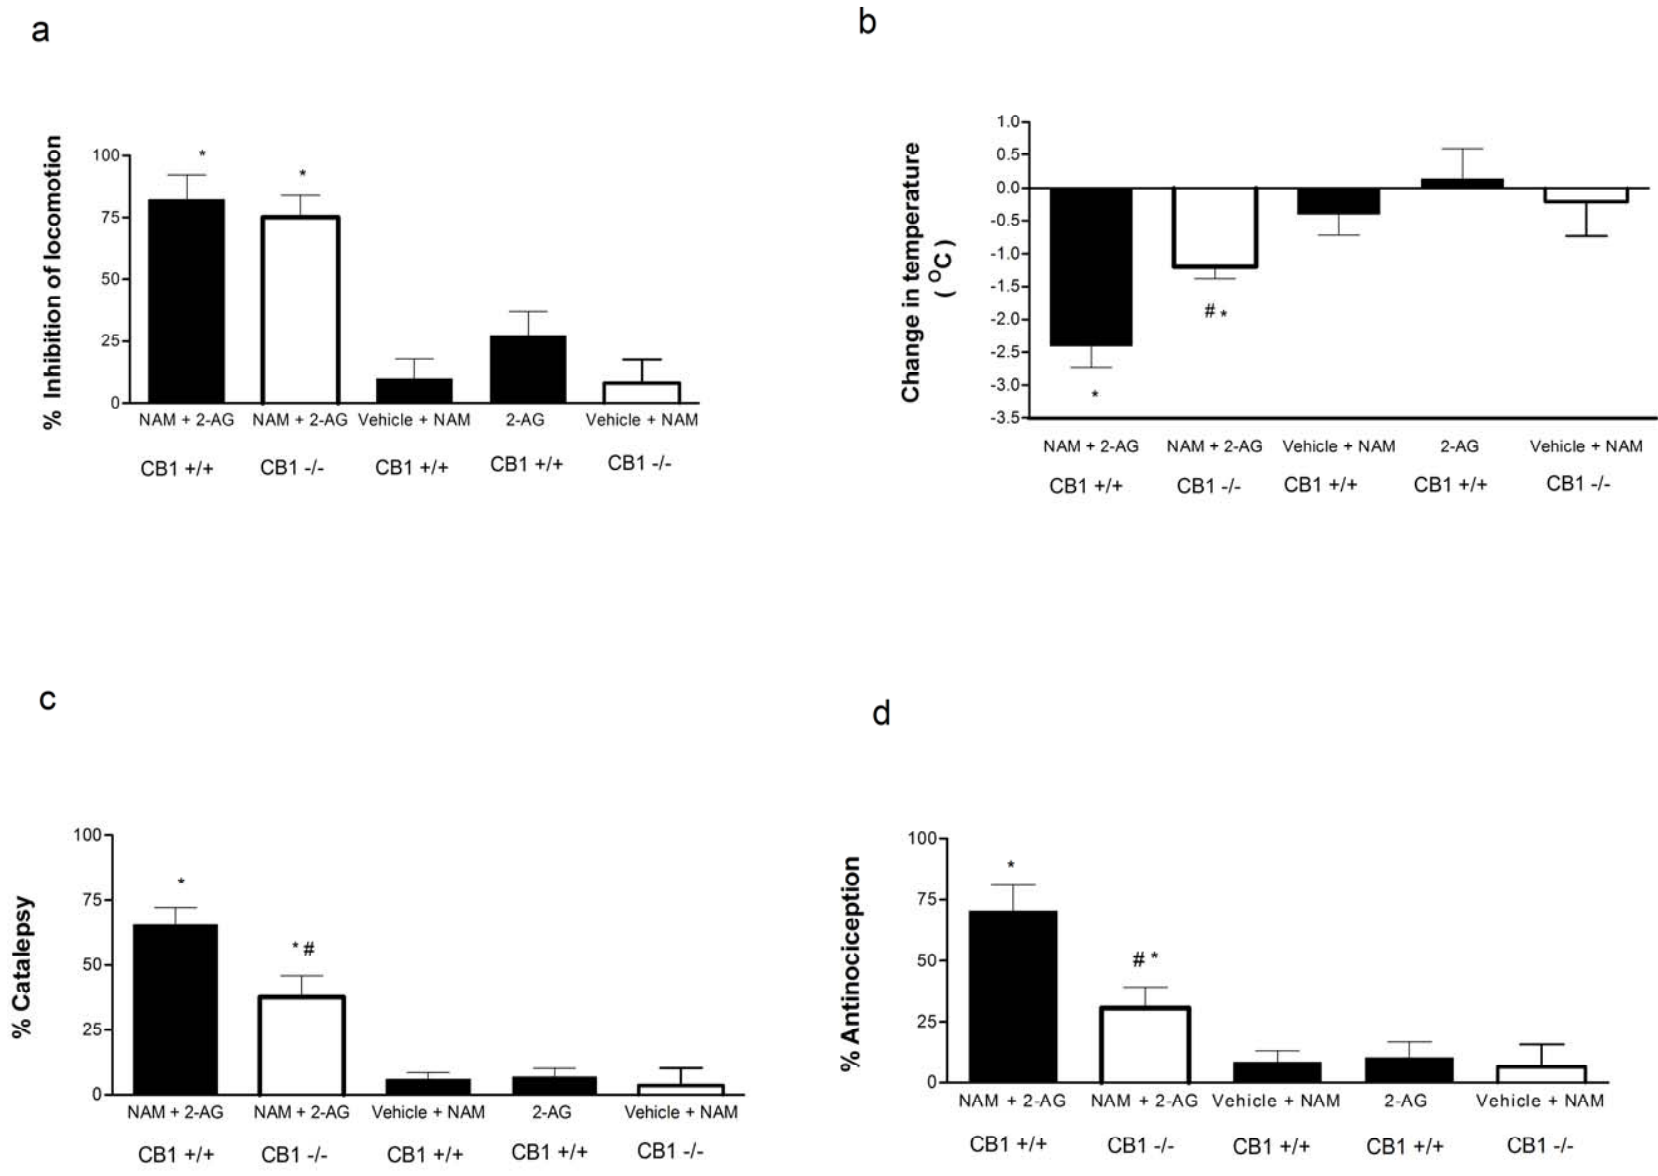 a
% Inhibition of locomotion
100
*
*
75
50
25
0
NAM + 2-AG NAM + 2-AG Vehicle + NAM 2-AG Vehicle + NAM
CB1 +/+ CB1 -/- CB1 +/+ CB1 +/+ CB1 -/-
b
Change in temperature
( °C )
1.0
0.5
0.0
-0.5
-1.0
-1.5
# *
-2.0
-2.5
-3.0
*
-3.5
NAM + 2-AG NAM + 2-AG Vehicle + NAM 2-AG Vehicle + NAM
CB1 +/+ CB1 -/- CB1 +/+ CB1 +/+ CB1 -/-
c
% Catalepsy
100
*
75
* #
50
25
0
NAM + 2-AG NAM + 2-AG Vehicle + NAM 2-AG Vehicle + NAM
CB1 +/+ CB1 -/- CB1 +/+ CB1 +/+ CB1 -/-
d
% Antinociception
100
*
75
# *
50
25
0
NAM + 2-AG NAM + 2-AG Vehicle + NAM 2-AG Vehicle + NAM
CB1 +/+ CB1 -/- CB1 +/+ CB1 +/+ CB1 -/-